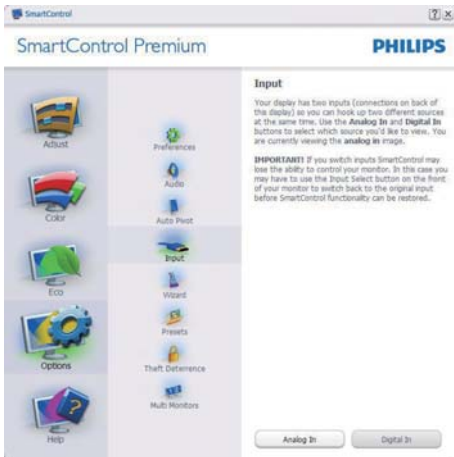 SmartControl
SmartControl Premium
PHILIPS
Adjust
Color
Eco
Options
Help
Preferences
Audio
Auto Pivot
Input
Wizard
Presets
Theft Deterrence
Multi Monitors
Input
Your display has two inputs (connections on back of
this display) so you can hook up two different sources
at the same time. Use the Analog In and Digital In
buttons to select which source you'd like to view. You
are currently viewing the analog in image.
IMPORTANT! If you switch inputs SmartControl may
lose the ability to control your monitor. In this case you
may have to use the Input Select button on the front
of your monitor to switch back to the original input
before SmartControl functionality can be restored.
Analog In
Digital In